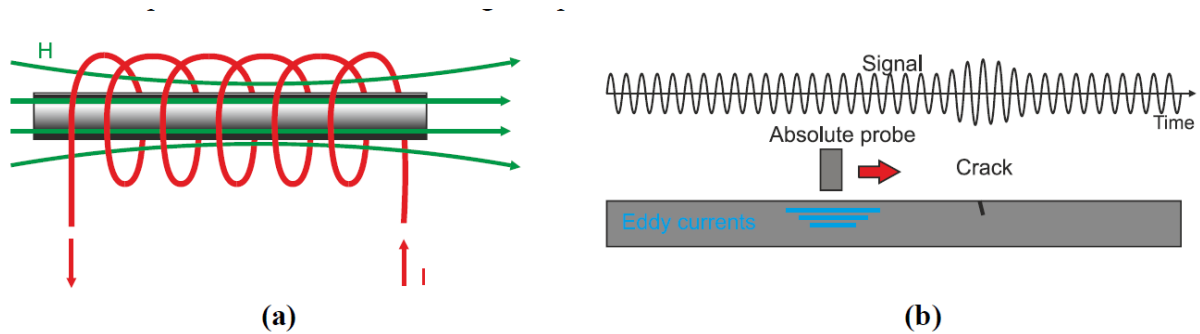 H
I
(a)
Signal
Time
Absolute probe
Crack
Eddy currents
(b)